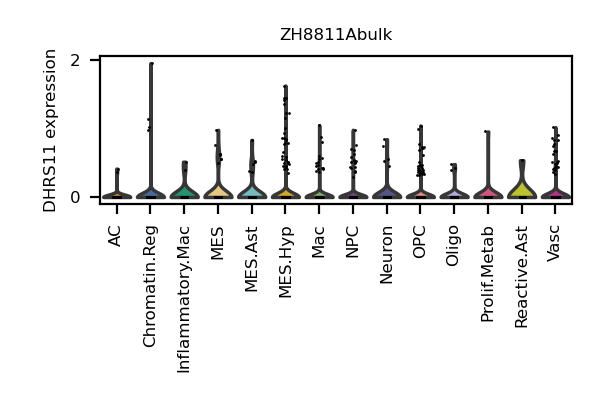 ZH8811Abulk
DHRS11 expression
2
0
AC
Chromatin.Reg
Inflammatory.Mac
MES
MES.Ast
MES.Hyp
Mac
NPC
Neuron
OPC
Oligo
Prolif.Metab
Reactive.Ast
Vasc